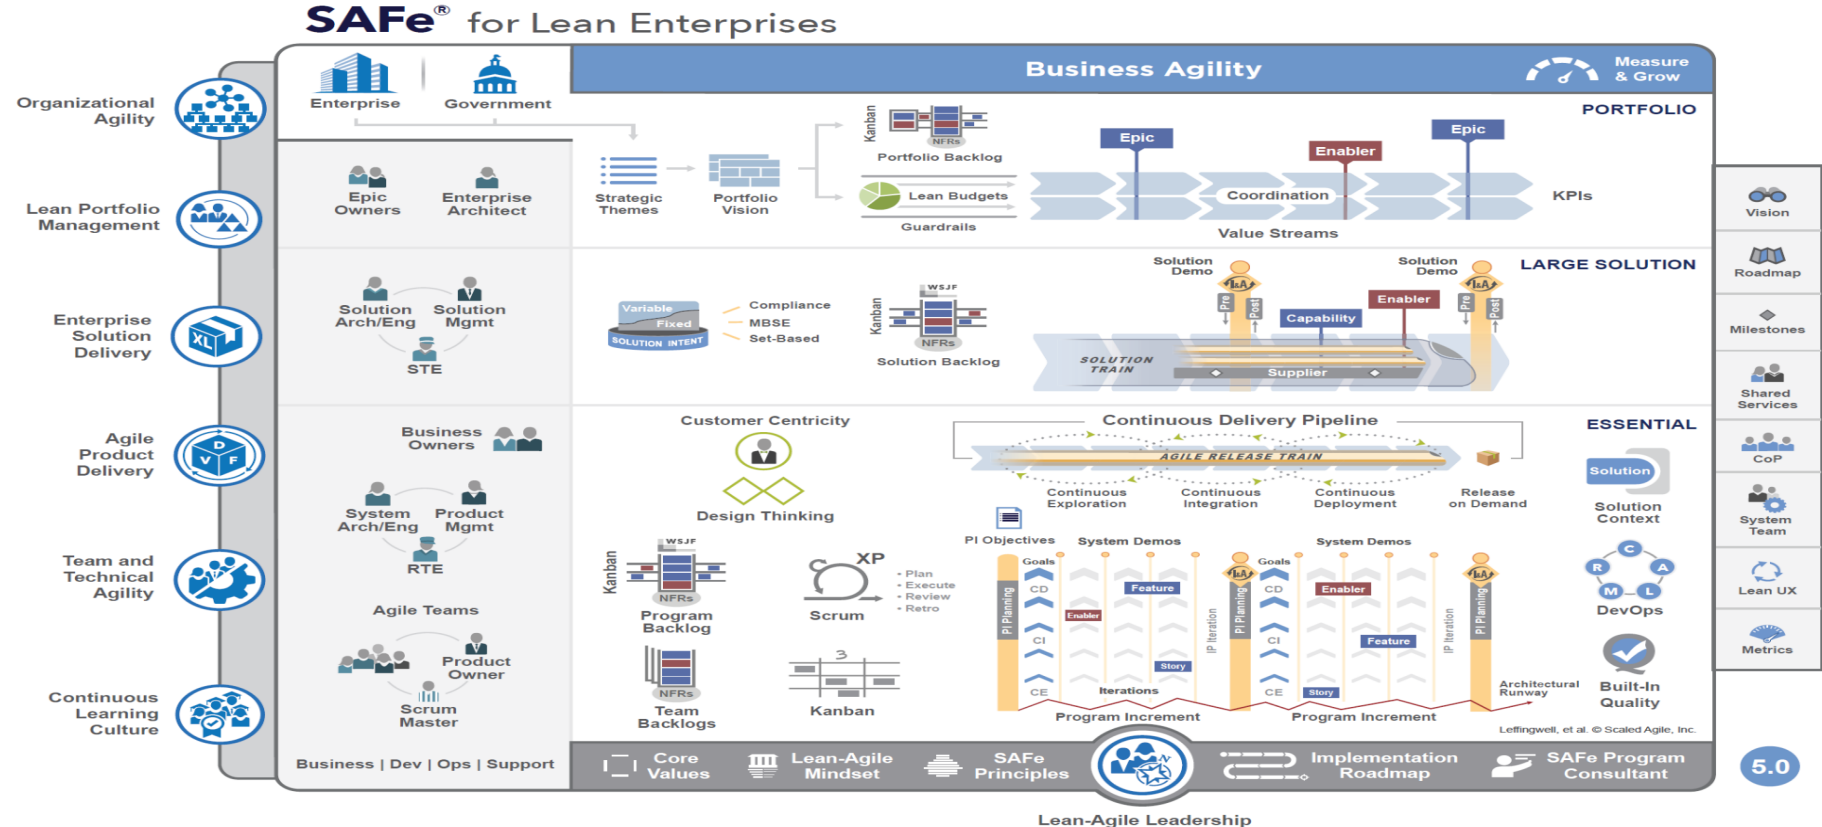 SAFe® for Lean Enterprises
Organizational
Agility
Lean Portfolio
Management
Enterprise
Solution
Delivery
Agile
Product
Delivery
D
V F
Team and
Technical
Agility
Continuous
Learning
Culture
XL
Enterprise
Government
Business Agility
Measure
& Grow
PORTFOLIO
Epic
Owners
Enterprise
Architect
Strategic
Themes
Portfolio
Vision
Kanban
NFRs
Portfolio Backlog
Lean Budgets
Guardrails
Epic
Enabler
Epic
Coordination
KPIs
Value Streams
LARGE SOLUTION
Solution
Arch/Eng
Solution
Mgmt
STE
Variable
Fixed
SOLUTION INTENT
Compliance
MBSE
Set-Based
Kanban
WSJF
NFRs
Solution Backlog
Solution
Demo
I&A
Pre
Post
Capability
Enabler
Solution
Demo
I&A
Pre
Post
SOLUTION
TRAIN
Supplier
ESSENTIAL
Business
Owners
System
Arch/Eng
Product
Mgmt
RTE
Agile Teams
Product
Owner
Scrum
Master
Business | Dev | Ops | Support
Customer Centricity
Design Thinking
Kanban
WSJF
NFRs
Program
Backlog
XP
Scrum
• Plan
• Execute
• Review
• Retro
NFRs
Team
Backlogs
3
Kanban
Continuous Delivery Pipeline
AGILE RELEASE TRAIN
Continuous
Exploration
Continuous
Integration
Continuous
Deployment
Release
on Demand
PI Objectives
System Demos
System Demos
PI Planning
Goals
CD
CI
CE
Enabler
Feature
Story
Iterations
IP Iteration
I&A
PI Planning
Goals
CD
CI
CE
Enabler
Feature
Story
IP Iteration
I&A
PI Planning
Program Increment
Program Increment
Architectural
Runway
Solution
Solution
Context
C
R A
M L
DevOps
Built-In
Quality
Leffingwell, et al. © Scaled Agile, Inc.
Vision
Roadmap
Milestones
Shared
Services
CoP
System
Team
Lean UX
Metrics
Core
Values
Lean-Agile
Mindset
SAFe
Principles
N
Implementation
Roadmap
SAFe Program
Consultant
Lean-Agile Leadership
5.0